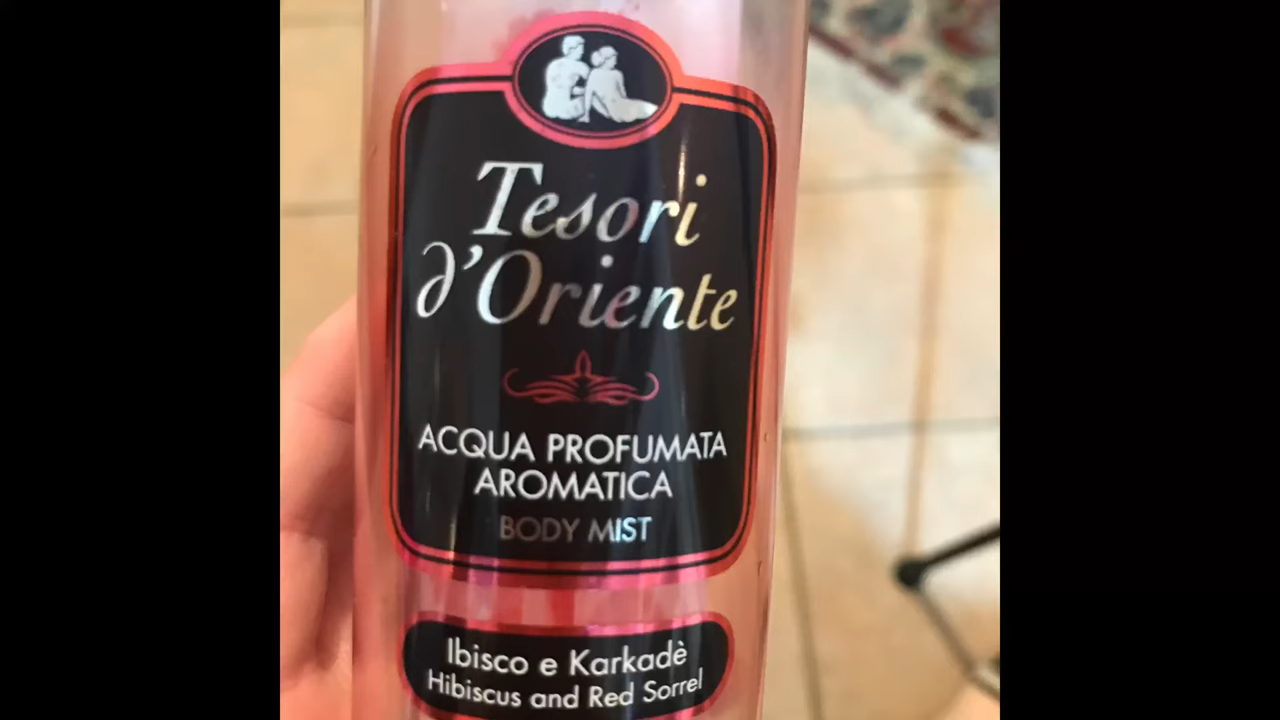 Tesori
d'Oriente
ACQUA PROFUMATA
AROMATICA
BODY MIST
Ibisco e Karkadè
Hibiscus and Red Sorrel